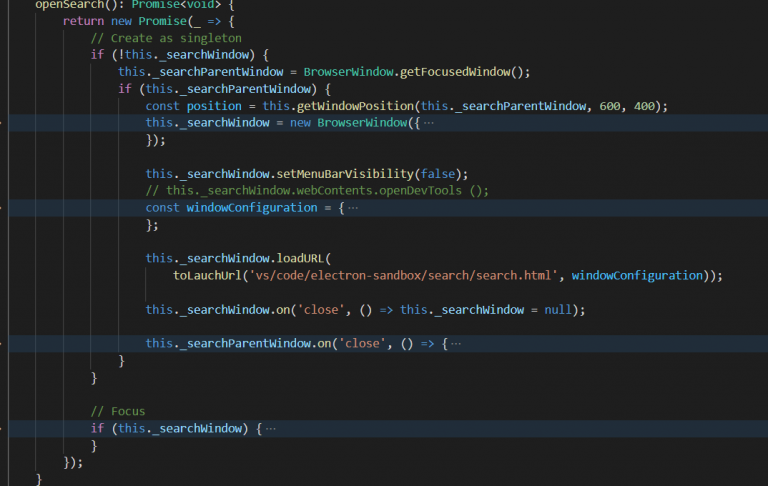 openSearch(): Promise<void> {
    return new Promise(_ => {
        // Create as singleton
        if (!this._searchWindow) {
            this._searchParentWindow = BrowserWindow.getFocusedWindow();
            if (this._searchParentWindow) {
                const position = this.getWindowPosition(this._searchParentWindow, 600, 400);
                this._searchWindow = new BrowserWindow({ ···
                });

                this._searchWindow.setMenuBarVisibility(false);
                // this._searchWindow.webContents.openDevTools ();
                const windowConfiguration = { ···
                };

                this._searchWindow.loadURL(
                    toLauchUrl('vs/code/electron-sandbox/search/search.html', windowConfiguration));

                this._searchWindow.on('close', () => this._searchWindow = null);

                this._searchParentWindow.on('close', () => { ···
            }
        }

        // Focus
        if (this._searchWindow) { ···
        }
    });
}